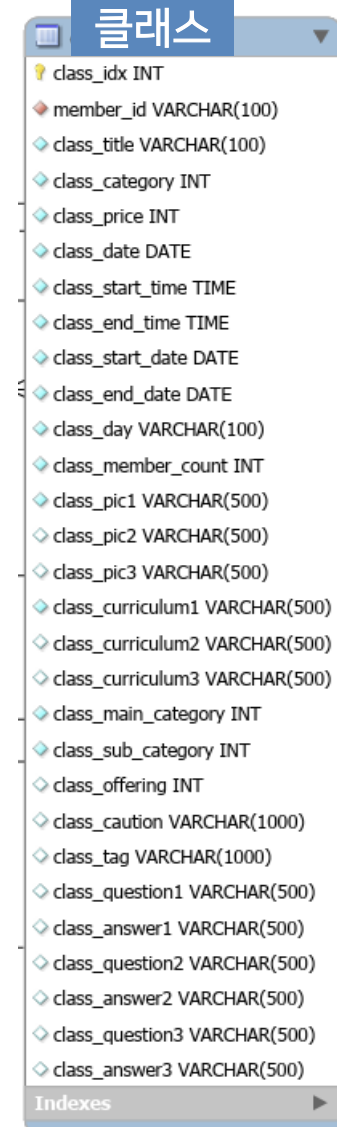 클래스
class_idx INT
member_id VARCHAR(100)
class_title VARCHAR(100)
class_category INT
class_price INT
class_date DATE
class_start_time TIME
class_end_time TIME
class_start_date DATE
class_end_date DATE
class_day VARCHAR(100)
class_member_count INT
class_pic1 VARCHAR(500)
class_pic2 VARCHAR(500)
class_pic3 VARCHAR(500)
class_curriculum1 VARCHAR(500)
class_curriculum2 VARCHAR(500)
class_curriculum3 VARCHAR(500)
class_main_category INT
class_sub_category INT
class_offering INT
class_caution VARCHAR(1000)
class_tag VARCHAR(1000)
class_question1 VARCHAR(500)
class_answer1 VARCHAR(500)
class_question2 VARCHAR(500)
class_answer2 VARCHAR(500)
class_question3 VARCHAR(500)
class_answer3 VARCHAR(500)
Indexes